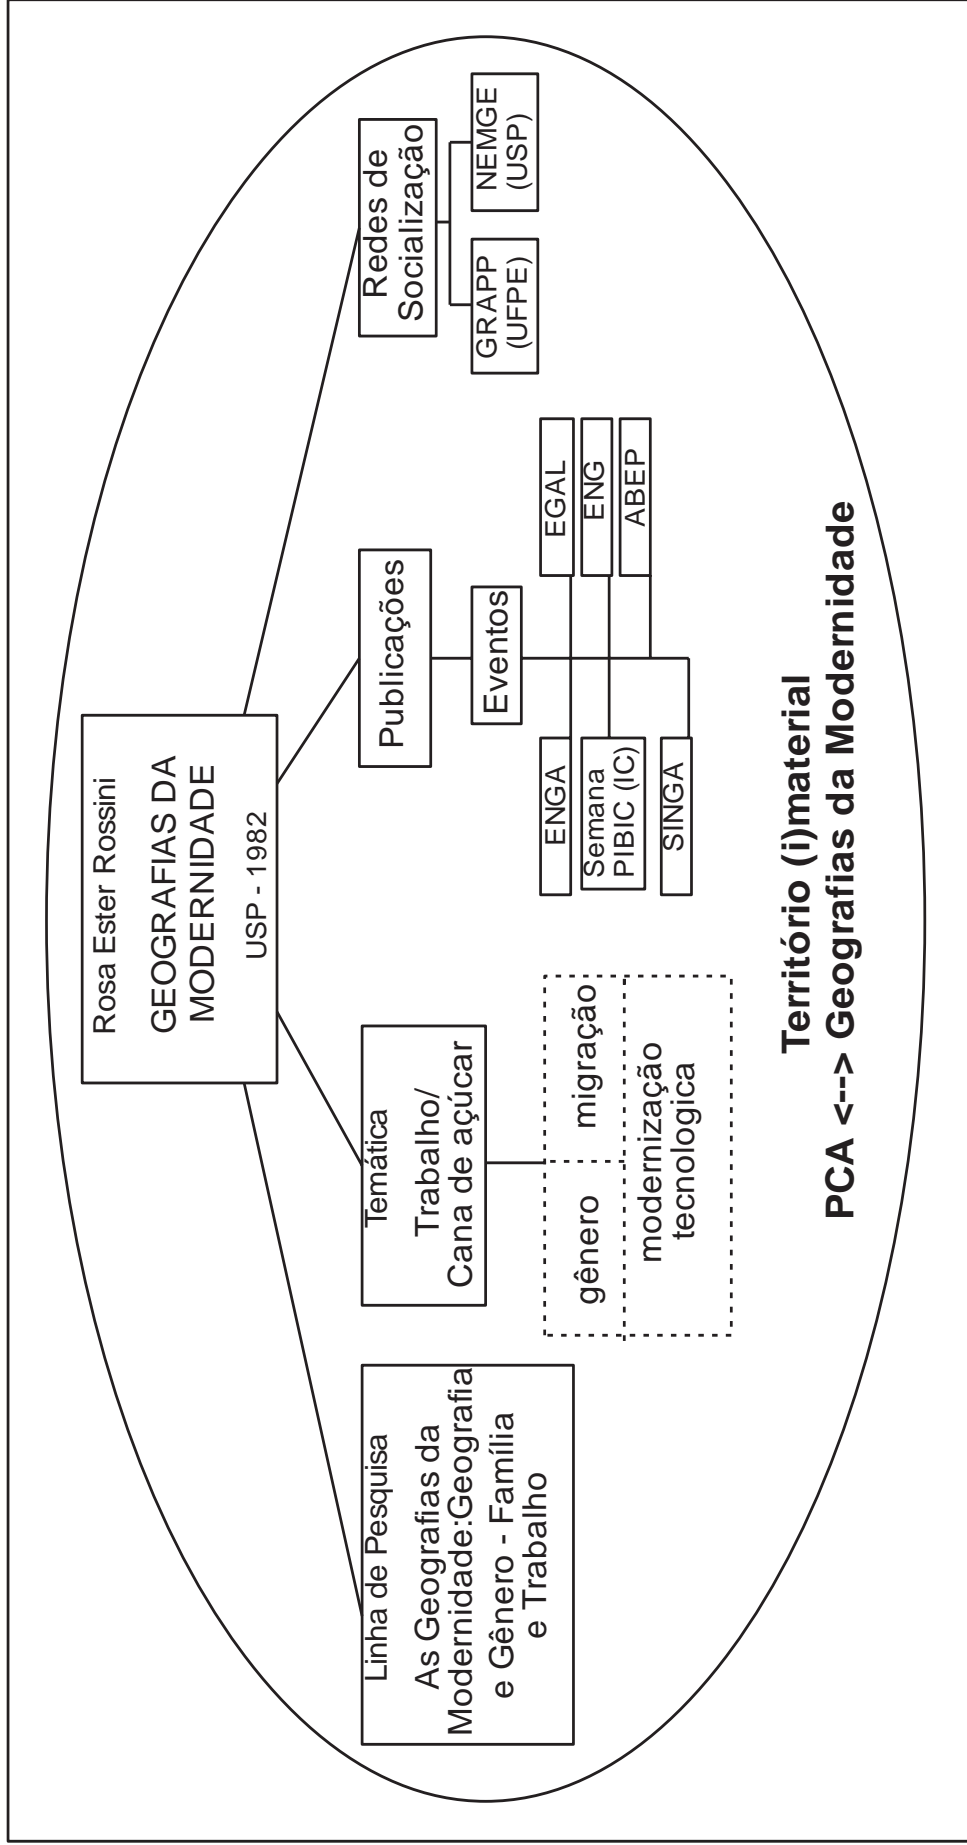 Rosa Ester Rossini
GEOGRAFIAS DA
MODERNIDADE
USP - 1982
Linha de Pesquisa
As Geografias da
Modernidade:Geografia
e Gênero - Família
e Trabalho
Temática
Trabalho/
Cana de açúcar
gênero
migração
modernização
tecnologica
Publicações
Eventos
ENGA
EGAL
Semana
PIBIC (IC)
ENG
SINGA
ABEP
Redes de
Socialização
GRAPP
(UFPE)
NEMGE
(USP)
Território (i)material
PCA <--> Geografias da Modernidade